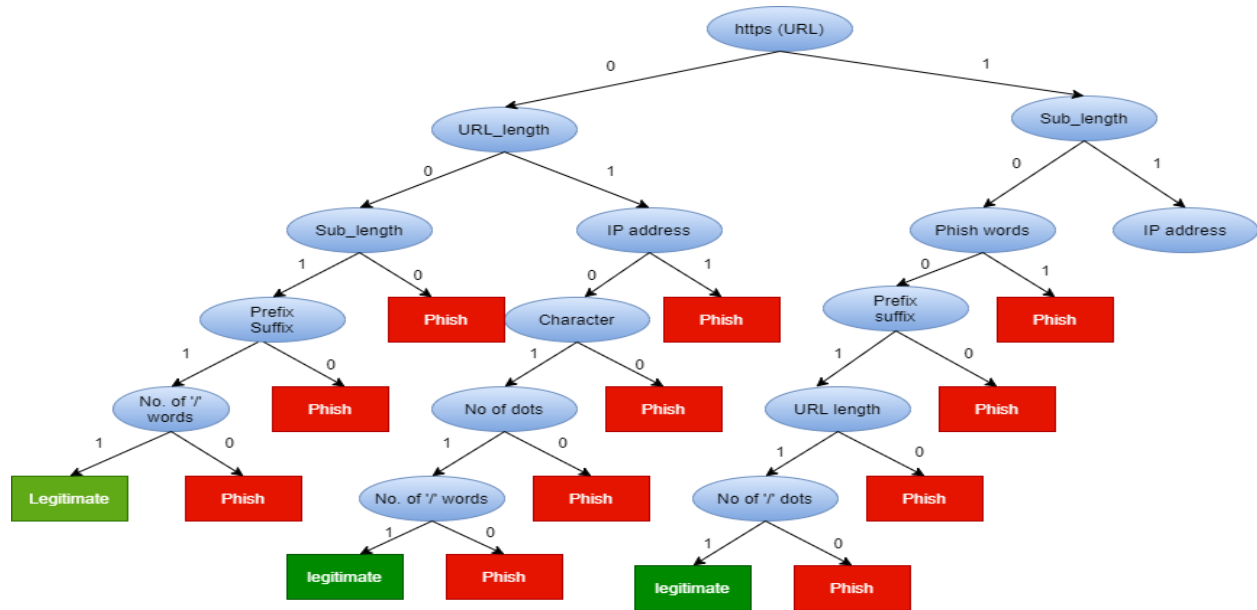 https (URL)
0
1
URL_length
Sub_length
0
1
0
1
Sub_length
IP address
Phish words
IP address
1
0
0
1
0
1
Prefix
Suffix
Phish
Character
Phish
Prefix
suffix
Phish
1
0
1
0
1
0
No. of '/'
words
Phish
No of dots
Phish
URL length
Phish
1
0
1
0
1
0
Legitimate
Phish
No. of '/' words
Phish
No of '/' dots
Phish
1
0
1
0
legitimate
Phish
legitimate
Phish